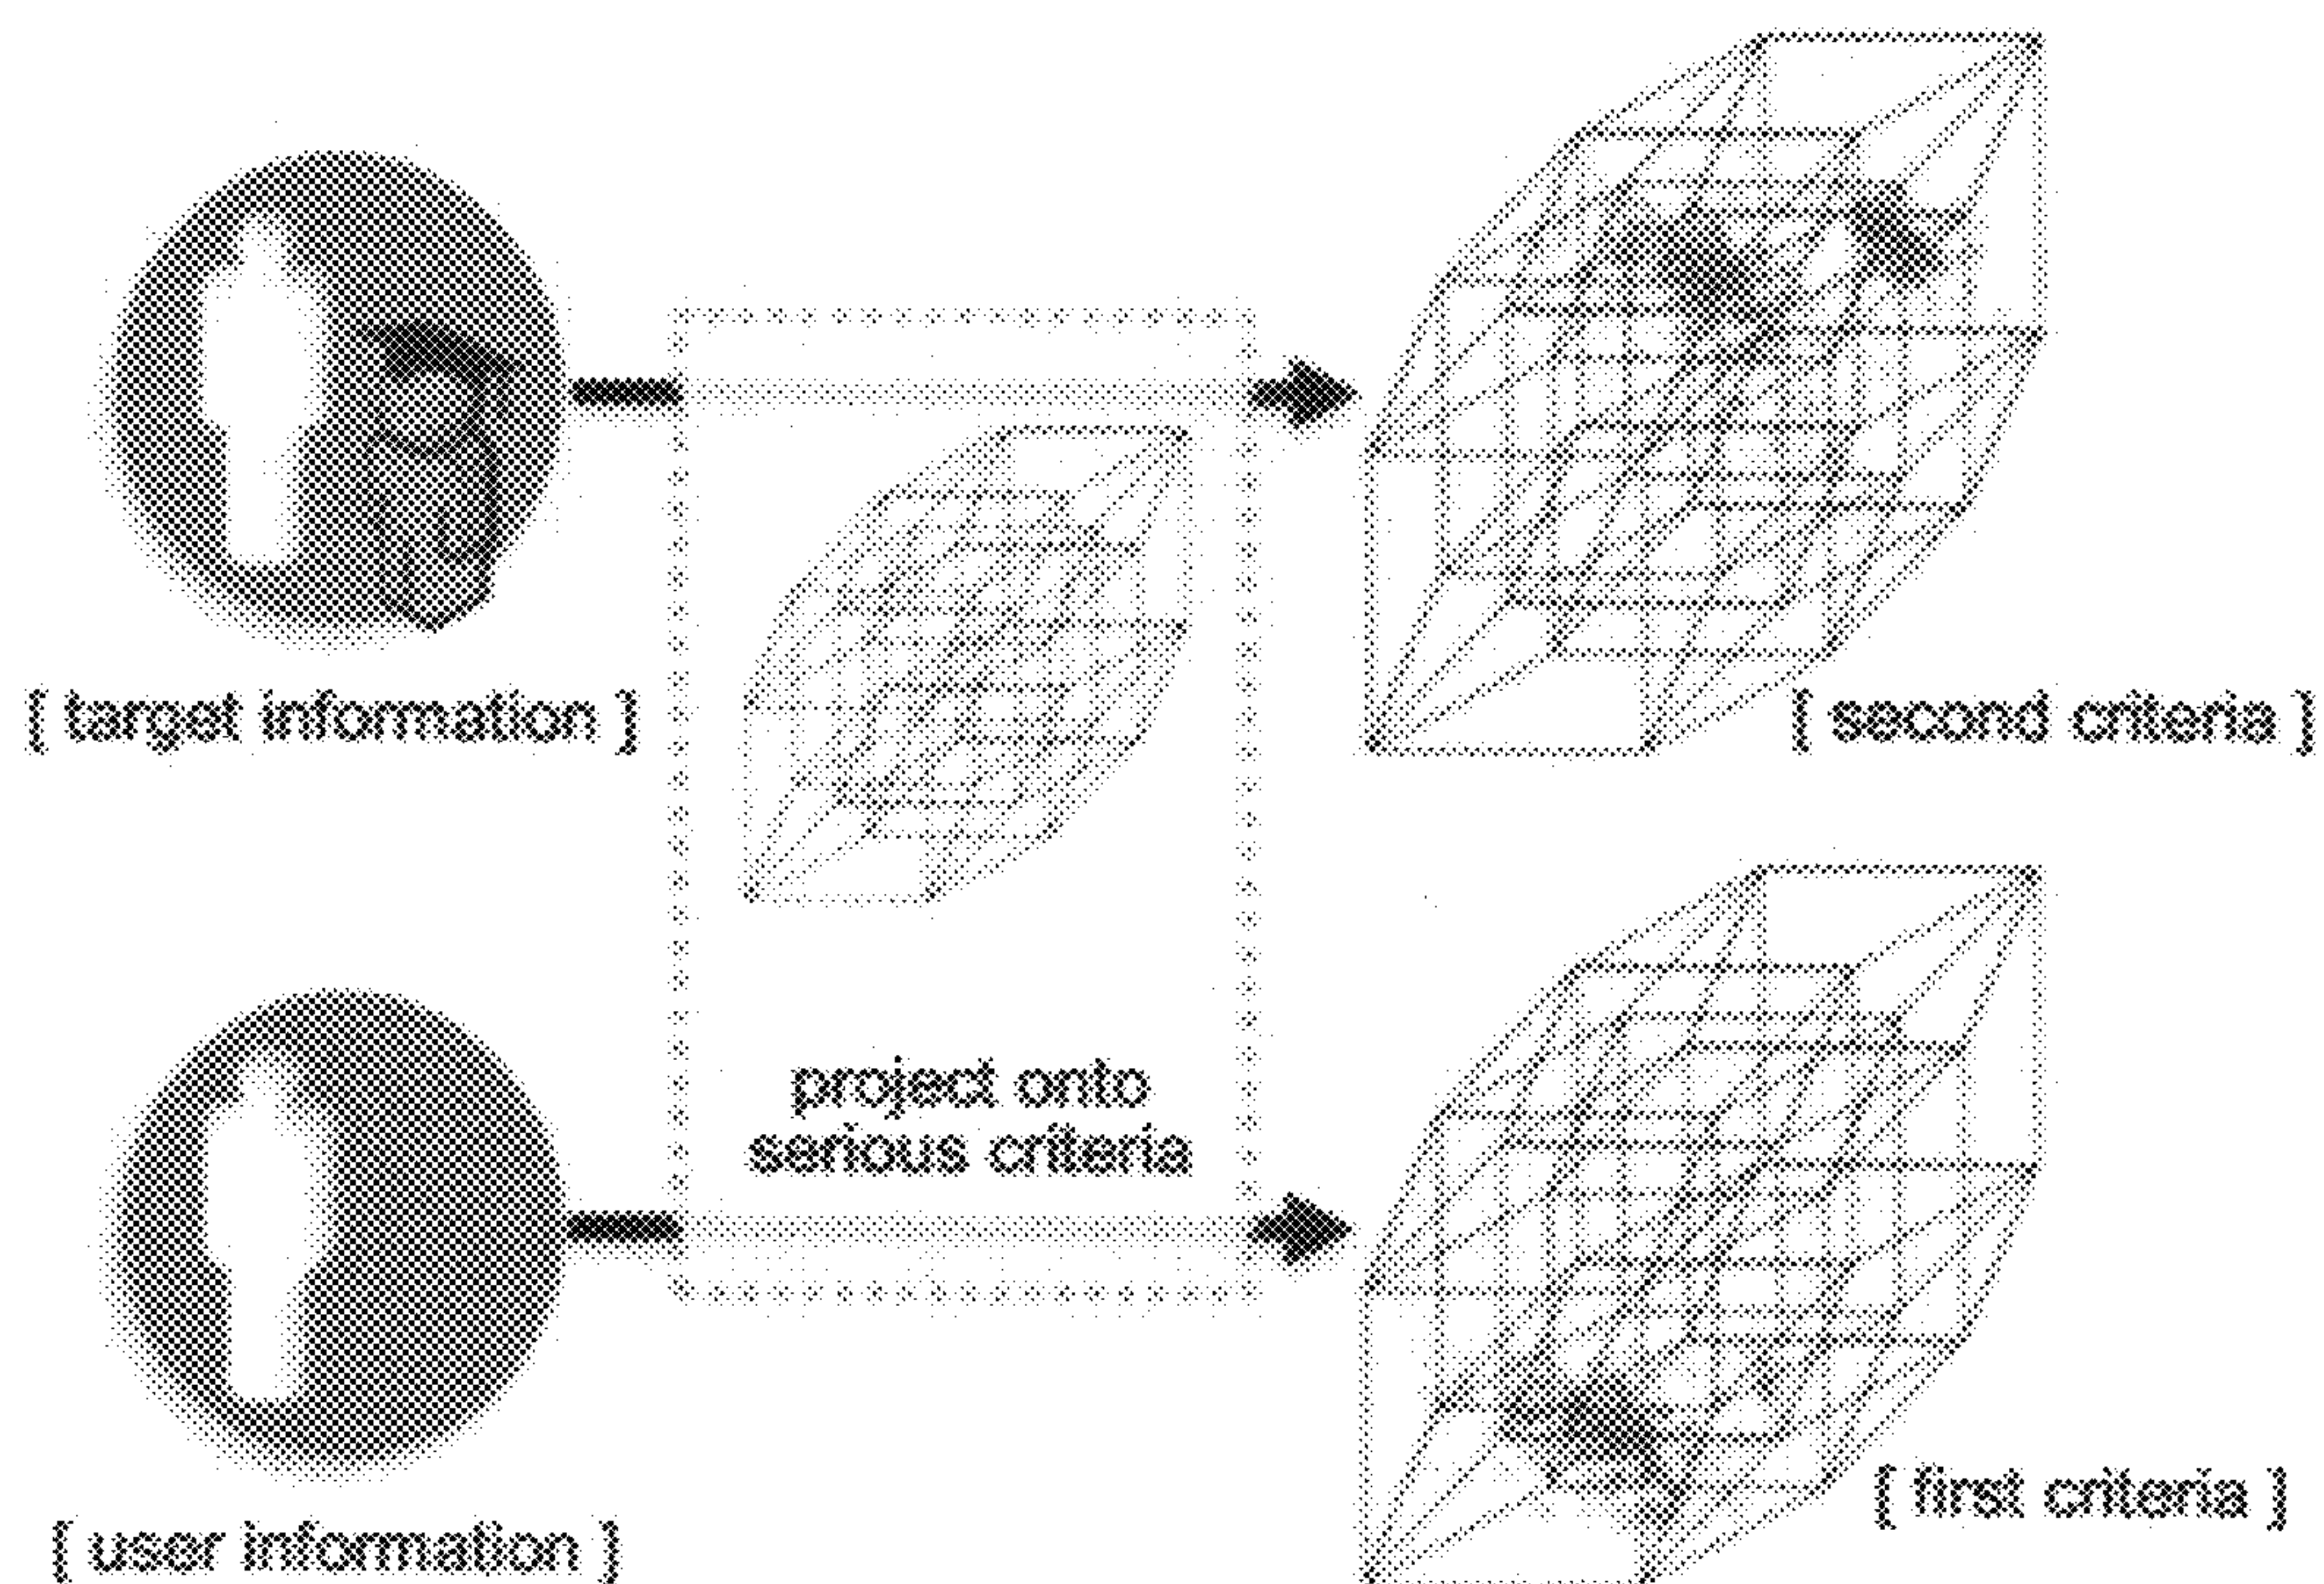 [ target information ]
[ second criteria ]
project onto
serious criteria
[ first criteria ]
[ user information ]